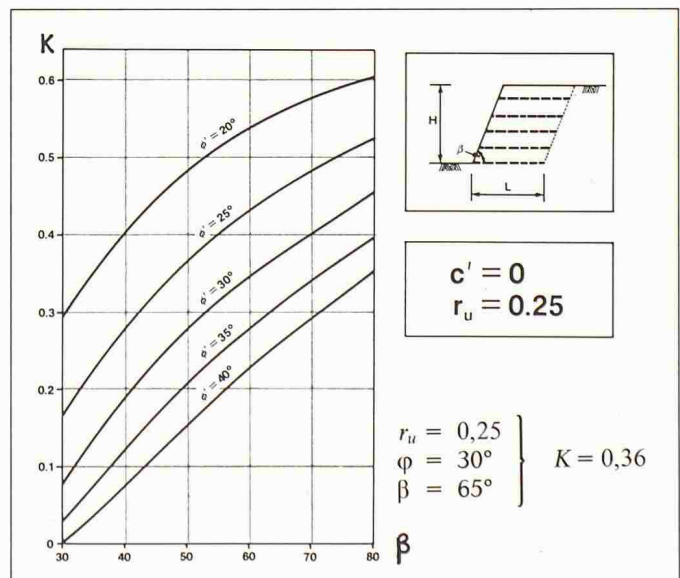 K
0.6
0.5
0.4
0.3
0.2
0.1
0
30 40 50 60 70 80
β
ϕ' = 20°
ϕ' = 25°
ϕ' = 30°
ϕ' = 35°
ϕ' = 40°
H
β
L
c' = 0
r_u = 0.25
r_u = 0,25
φ = 30°
β = 65°
K = 0,36